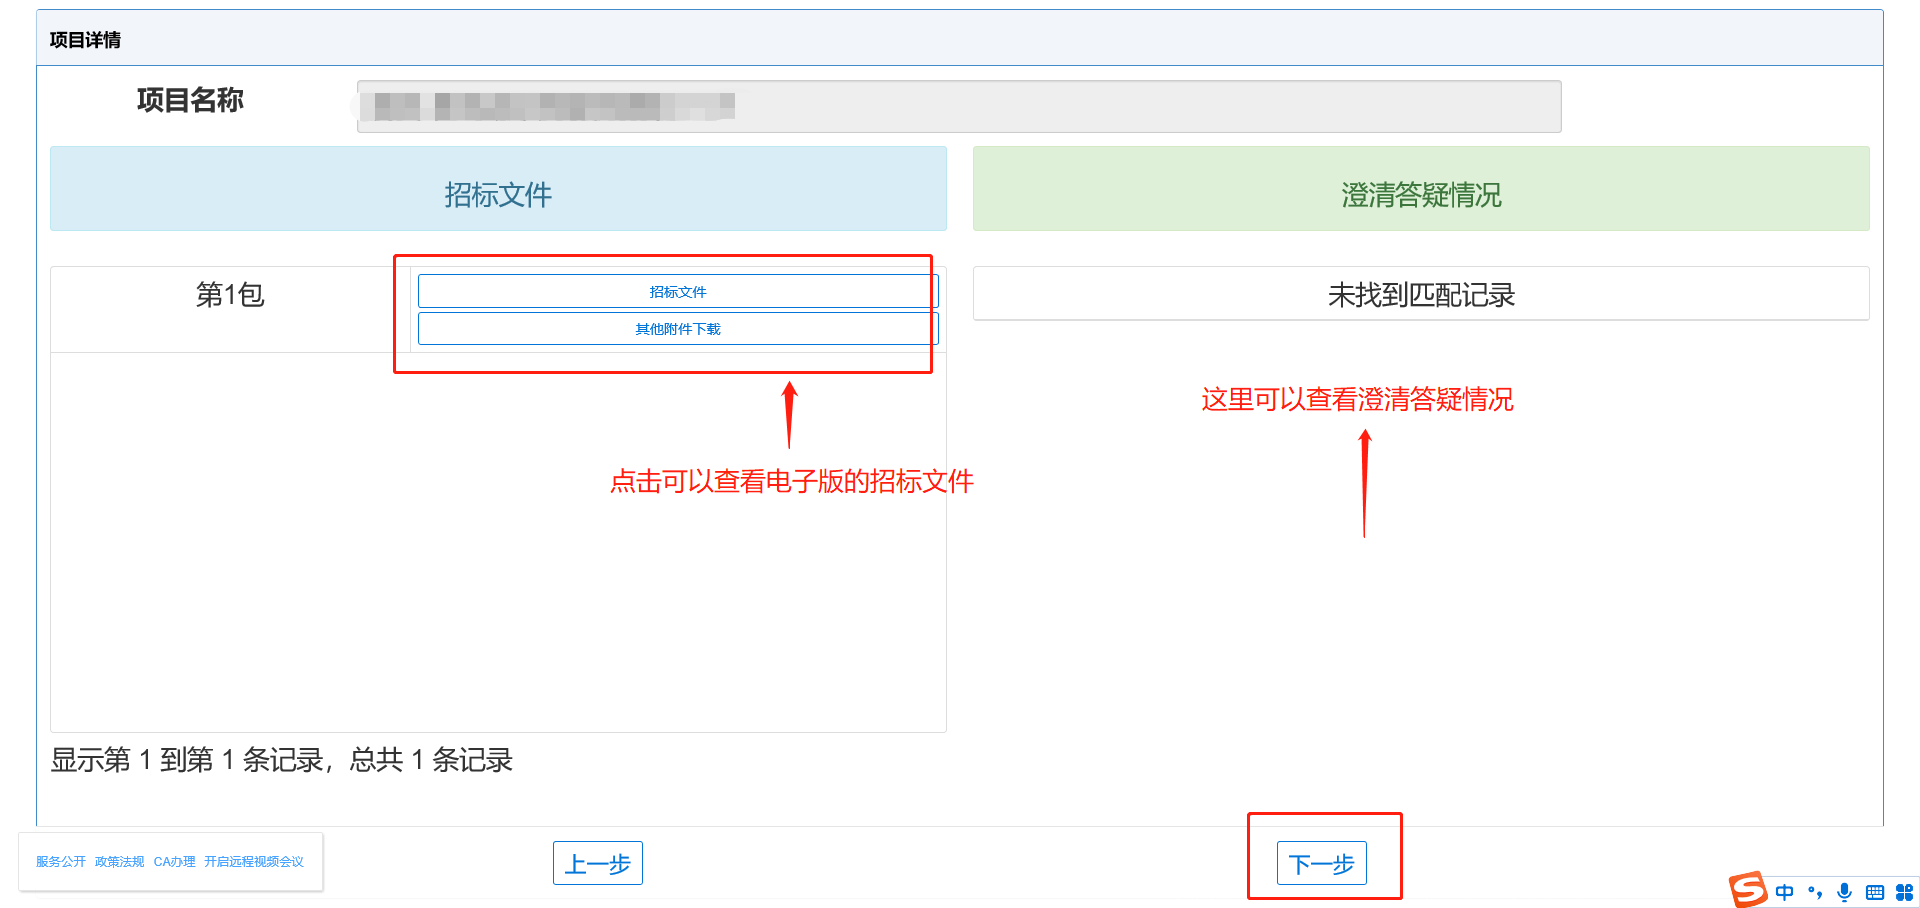 项目详情
项目名称
招标文件
澄清答疑情况
第1包
招标文件
其他附件下载
未找到匹配记录
这里可以查看澄清答疑情况
点击可以查看电子版的招标文件
显示第 1 到第 1 条记录，总共 1 条记录
服务公开 政策法规 CA办理 开启远程视频会议
上一步
下一步
S 中